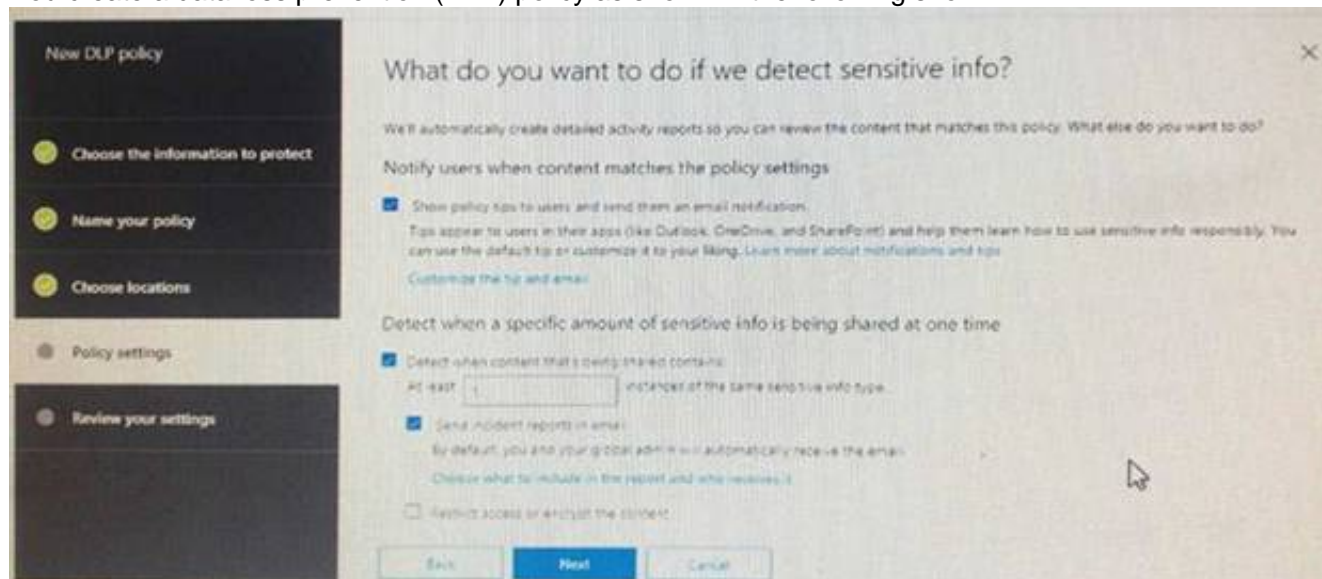 New DLP policy
Choose the information to protect
Name your policy
Choose locations
Policy settings
Review your settings
What do you want to do if we detect sensitive info?
We'll automatically create detailed activity reports so you can review the content that matches this policy. What else do you want to do?
Notify users when content matches the policy settings
Show policy tips to users and send them an email notification.
Tips appear to users in their apps (like Outlook, OneDrive, and SharePoint) and help them learn how to use sensitive info responsibly. You
can use the default tip or customize it to your liking. Learn more about notifications and tips
Customize the tip and email
Detect when a specific amount of sensitive info is being shared at one time
Detect when content that's being shared contains:
At least 1 instances of the same sensitive info type.
Send incident reports in email
By default, you and your global admin will automatically receive the email.
Choose what to include in the report and who receives it
Restrict access or encrypt the content
Back Next Cancel